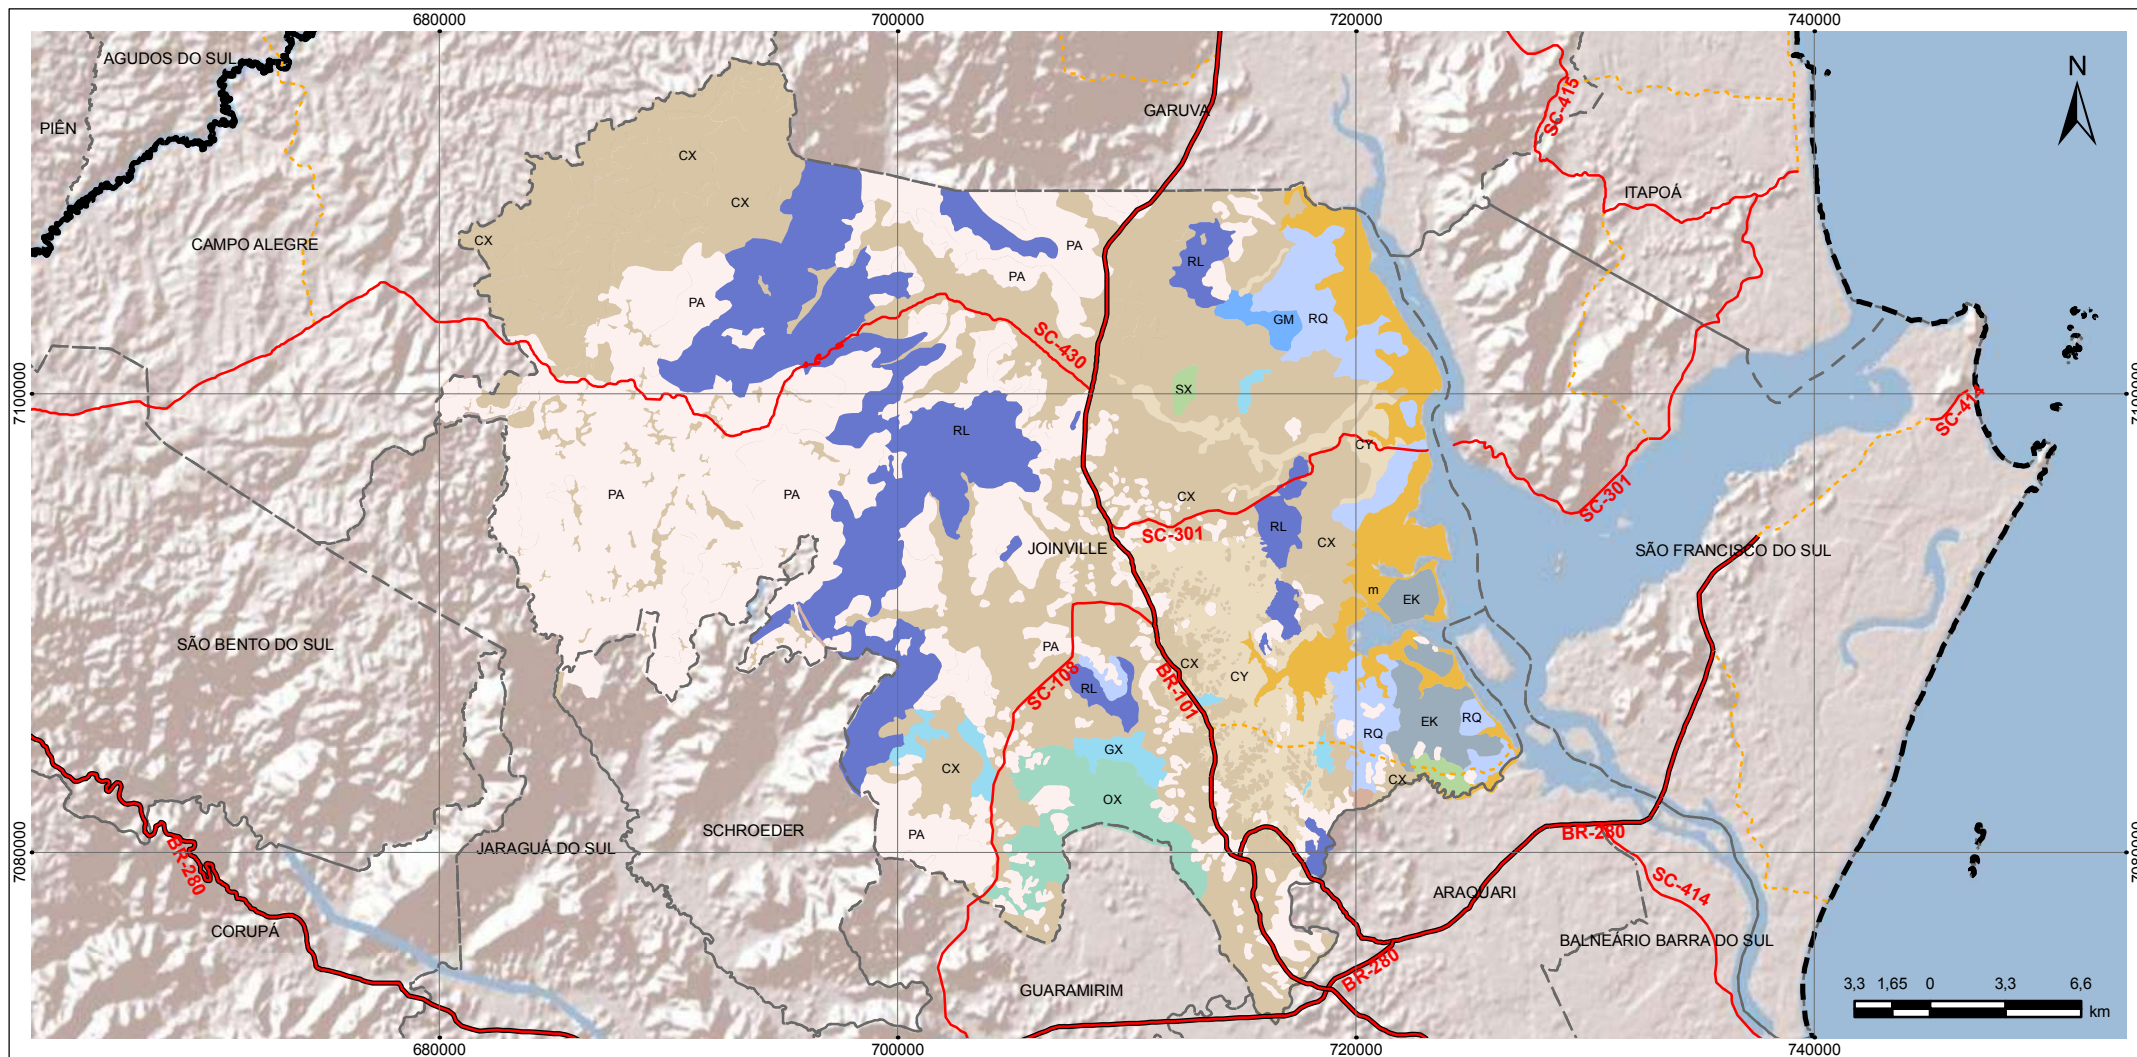 680000
700000
720000
740000
AGUDOS DO SUL
N
GARUVA
SC-415
PIÊN
CX
ITAPOÁ
CX
CX
CAMPO ALEGRE
PA
RL
PA
PA
GM
RQ
SC-430
SX
7100000
7100000
SC-414
RL
CY
PA
PA
CX
SC-301
RL
SC-301
CX
JOINVILLE
SÃO FRANCISCO DO SUL
m
EK
SÃO BENTO DO SUL
PA
CX
CY
RL
SC-108
BR-101
RQ
EK
RQ
GX
CX
CX
OX
SCHROEDER
PA
BR-280
JARAGUÁ DO SUL
7080000
7080000
BR-280
SC-414
ARAQUARI
CORUPÁ
BALNEÁRIO BARRA DO SUL
BR-280
GUARAMIRIM
3,3 1,65 0 3,3 6,6
km
680000
700000
720000
740000